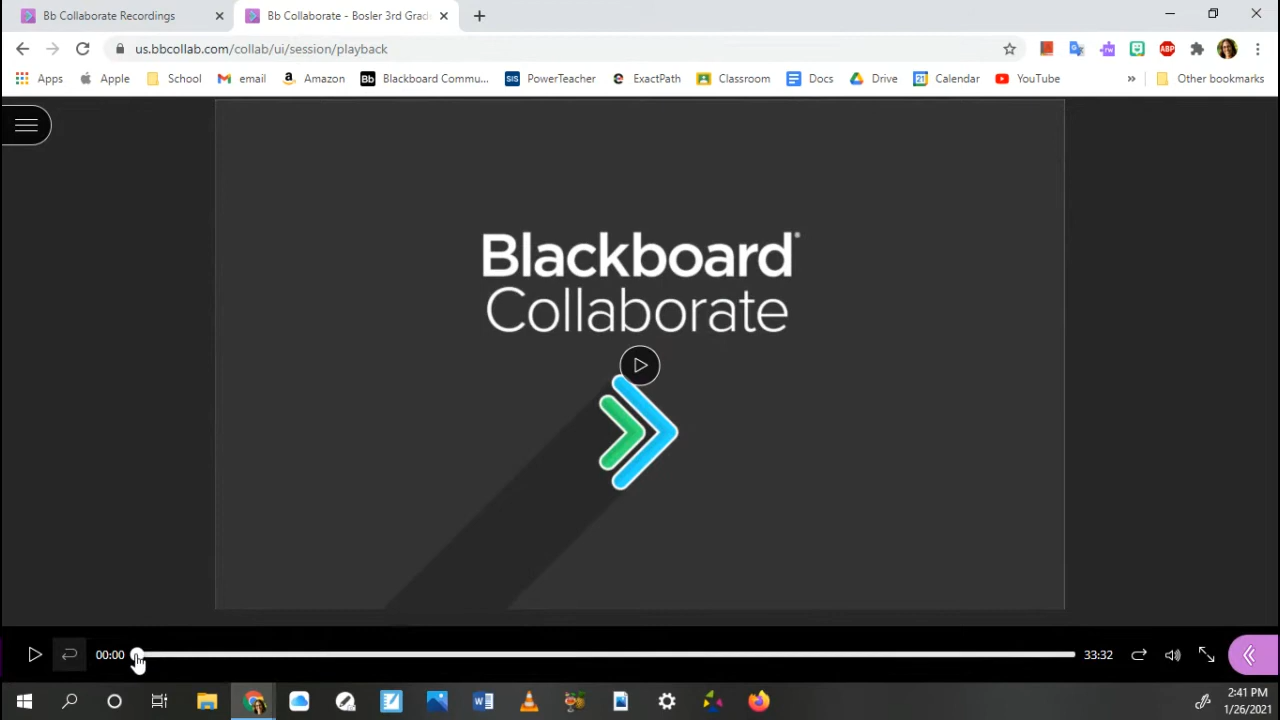 Bb Collaborate Recordings
Bb Collaborate - Bosler 3rd Grad
us.bbcollab.com/collab/ui/session/playback
Apps Apple School email Amazon Bb Blackboard Commu... SIS PowerTeacher ExactPath Classroom Docs Drive Calendar YouTube » Other bookmarks
Blackboard
Collaborate
00:00 33:32
2:41 PM
1/26/2021